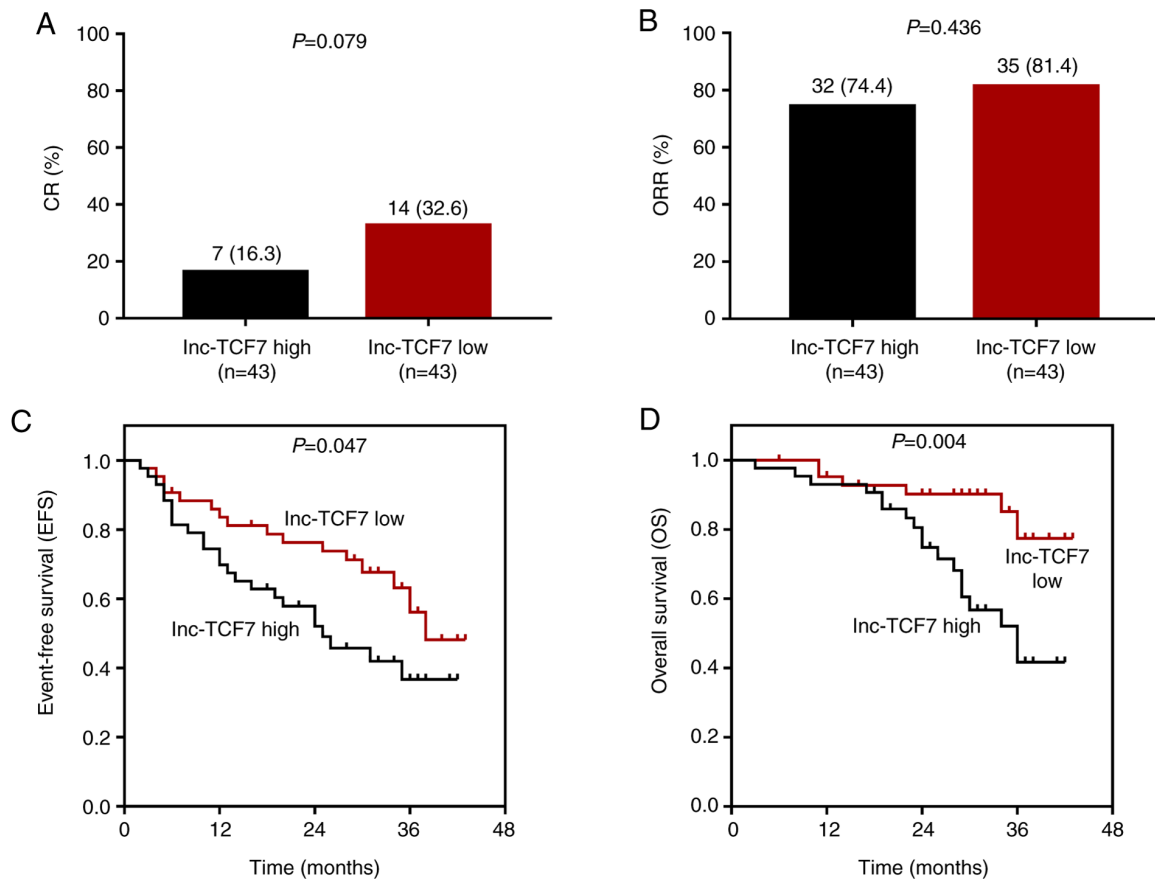 A
P=0.079
100
80
60
40
20
0
CR (%)
7 (16.3)
14 (32.6)
lnc-TCF7 high
(n=43)
lnc-TCF7 low
(n=43)
B
P=0.436
100
80
60
40
20
0
ORR (%)
32 (74.4)
35 (81.4)
lnc-TCF7 high
(n=43)
lnc-TCF7 low
(n=43)
C
P=0.047
1.0
0.8
0.6
0.4
0.2
0.0
Event-free survival (EFS)
lnc-TCF7 low
lnc-TCF7 high
0
12
24
36
48
Time (months)
D
P=0.004
1.0
0.8
0.6
0.4
0.2
0.0
Overall survival (OS)
lnc-TCF7
low
lnc-TCF7 high
0
12
24
36
48
Time (months)